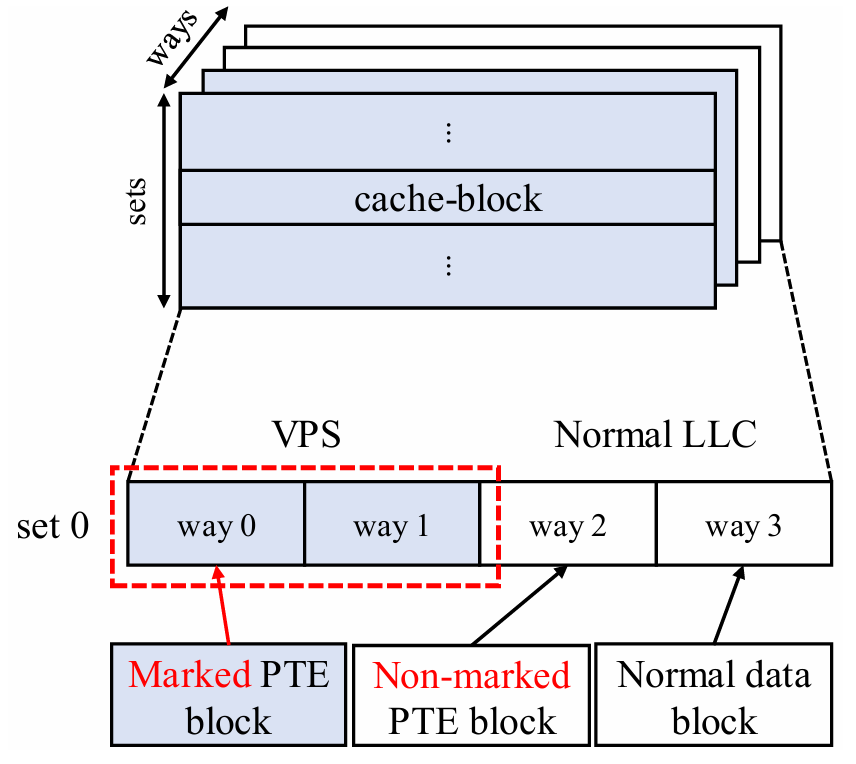 ways
sets
⋮
cache-block
⋮
VPS
Normal LLC
set 0
way 0
way 1
way 2
way 3
Marked PTE
block
Non-marked
PTE block
Normal data
block